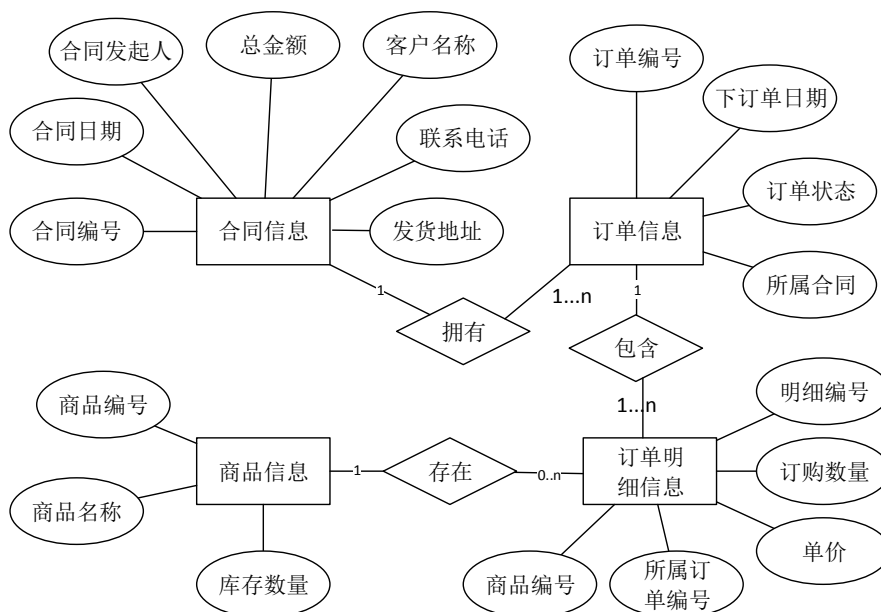 合同发起人
总金额
客户名称
订单编号
下订单日期
合同日期
联系电话
订单状态
合同编号
合同信息
发货地址
订单信息
所属合同
1
1...n
1
拥有
包含
1...n
明细编号
商品编号
商品信息
1
存在
0..n
订单明
细信息
订购数量
商品名称
单价
库存数量
商品编号
所属订
单编号